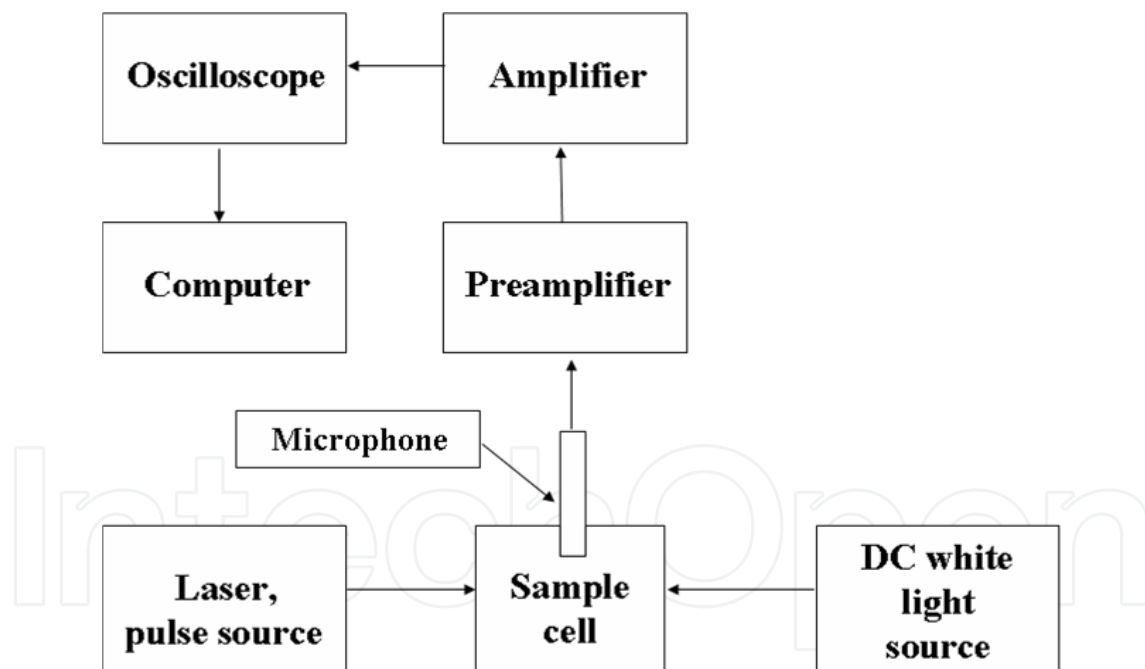 Oscilloscope
Amplifier
Computer
Preamplifier
Microphone
Laser,
pulse source
Sample
cell
DC white
light
source
IntechOpen